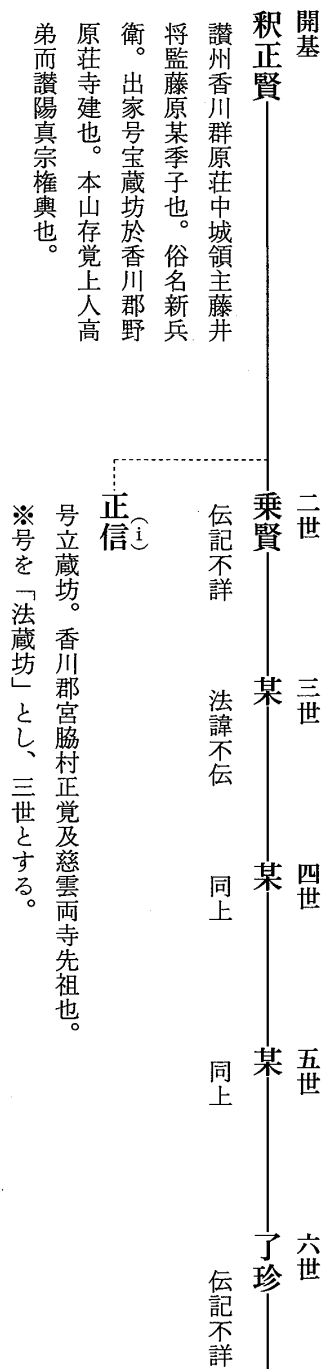 開基
釈正賢
讃州香川群原荘中城領主藤井
将監藤原某季子也。俗名新兵
衛。出家号宝蔵坊於香川郡野
原荘寺建也。本山存覚上人高
弟而讃陽真宗権輿也。
二世
乗賢
伝記不詳
(i)
正信
号立蔵坊。香川郡宮脇村正覚及慈雲両寺先祖也。
※号を「法蔵坊」とし、三世とする。
三世
某
法諱不伝
四世
某
同上
五世
某
同上
六世
了珍
伝記不詳